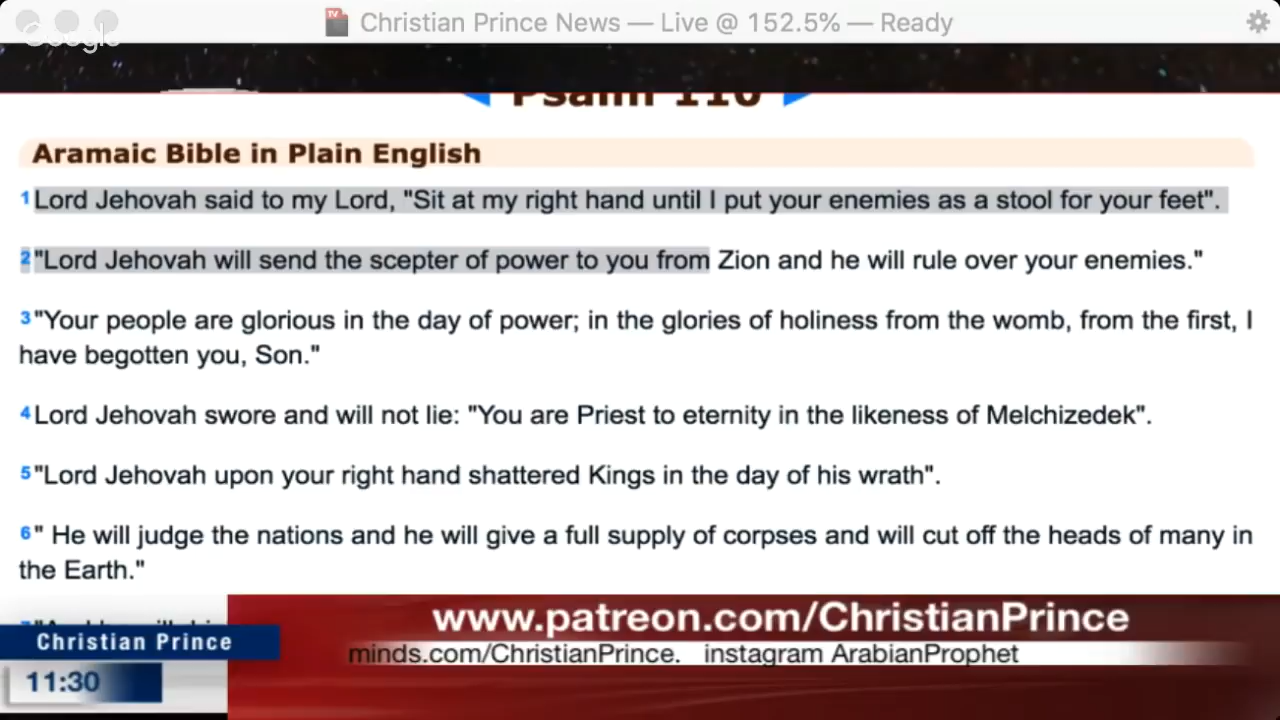 Christian Prince News — Live @ 152.5% — Ready
Google
Psalm 110
Aramaic Bible in Plain English
1 Lord Jehovah said to my Lord, "Sit at my right hand until I put your enemies as a stool for your feet".
2 "Lord Jehovah will send the scepter of power to you from Zion and he will rule over your enemies."
3 "Your people are glorious in the day of power; in the glories of holiness from the womb, from the first, I
have begotten you, Son."
4 Lord Jehovah swore and will not lie: "You are Priest to eternity in the likeness of Melchizedek".
5 "Lord Jehovah upon your right hand shattered Kings in the day of his wrath".
6 " He will judge the nations and he will give a full supply of corpses and will cut off the heads of many in
the Earth."
www.patreon.com/ChristianPrince
Christian Prince
minds.com/ChristianPrince. instagram ArabianProphet
11:30